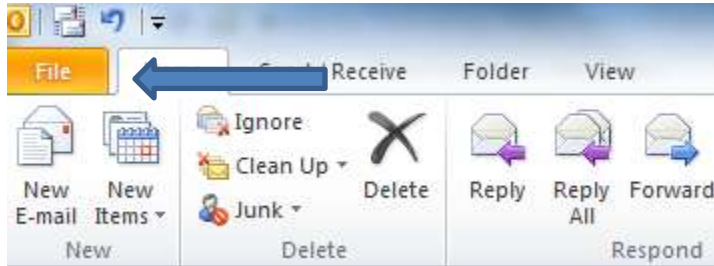 File Receive Folder View
Ignore
Clean Up
Junk
New E-mail
New Items
Delete
Reply
Reply All
Forward
New Delete Respond